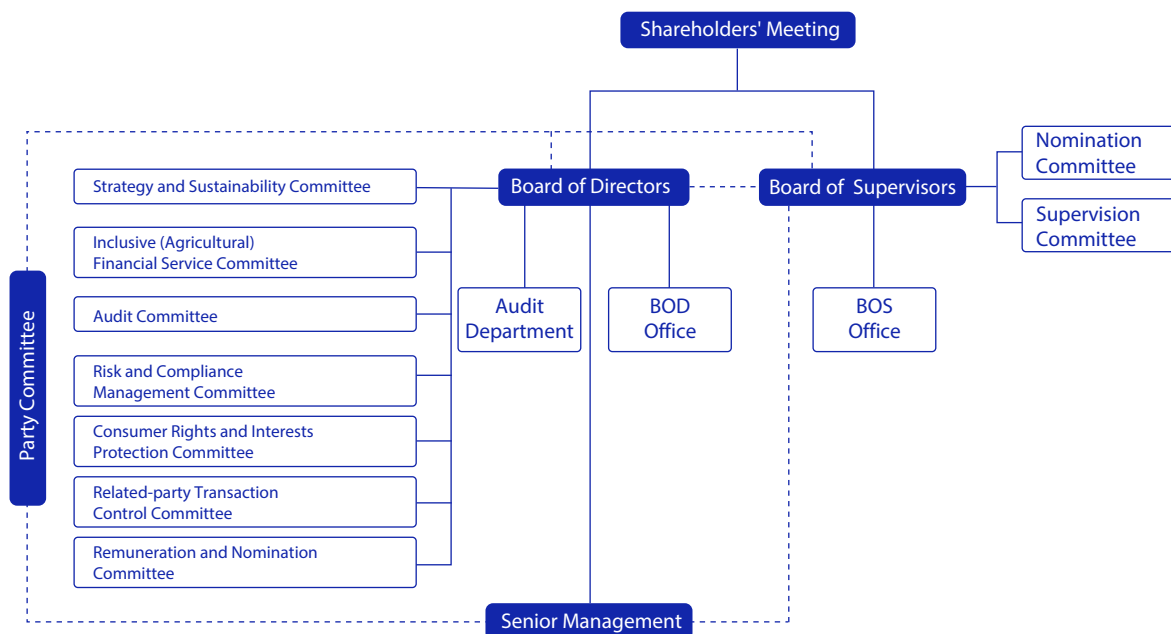 Shareholders' Meeting
Nomination
Committee
Strategy and Sustainability Committee
Board of Directors
Board of Supervisors
Supervision
Committee
Inclusive (Agricultural)
Financial Service Committee
Party Committee
Audit Committee
Audit
Department
BOD
Office
BOS
Office
Risk and Compliance
Management Committee
Consumer Rights and Interests
Protection Committee
Related-party Transaction
Control Committee
Remuneration and Nomination
Committee
Senior Management